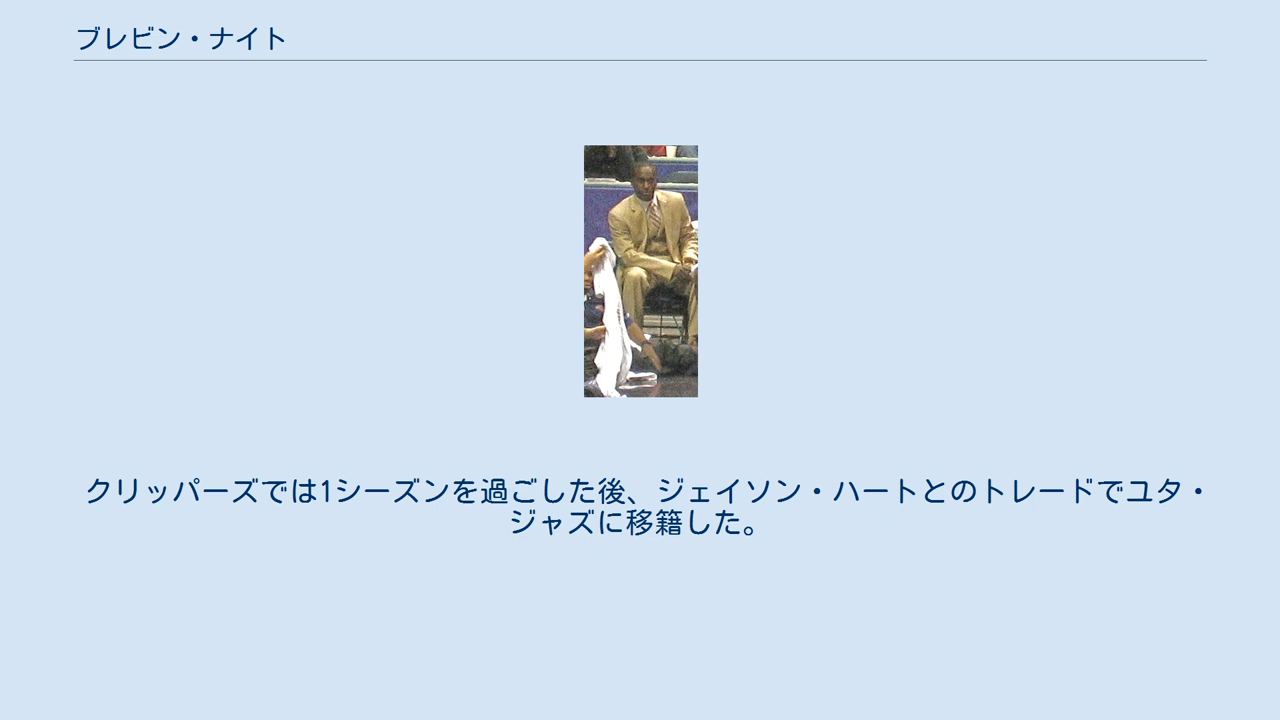 ブレビン・ナイト
クリッパーズでは1シーズンを過ごした後、ジェイソン・ハートとのトレードでユタ・
ジャズに移籍した。